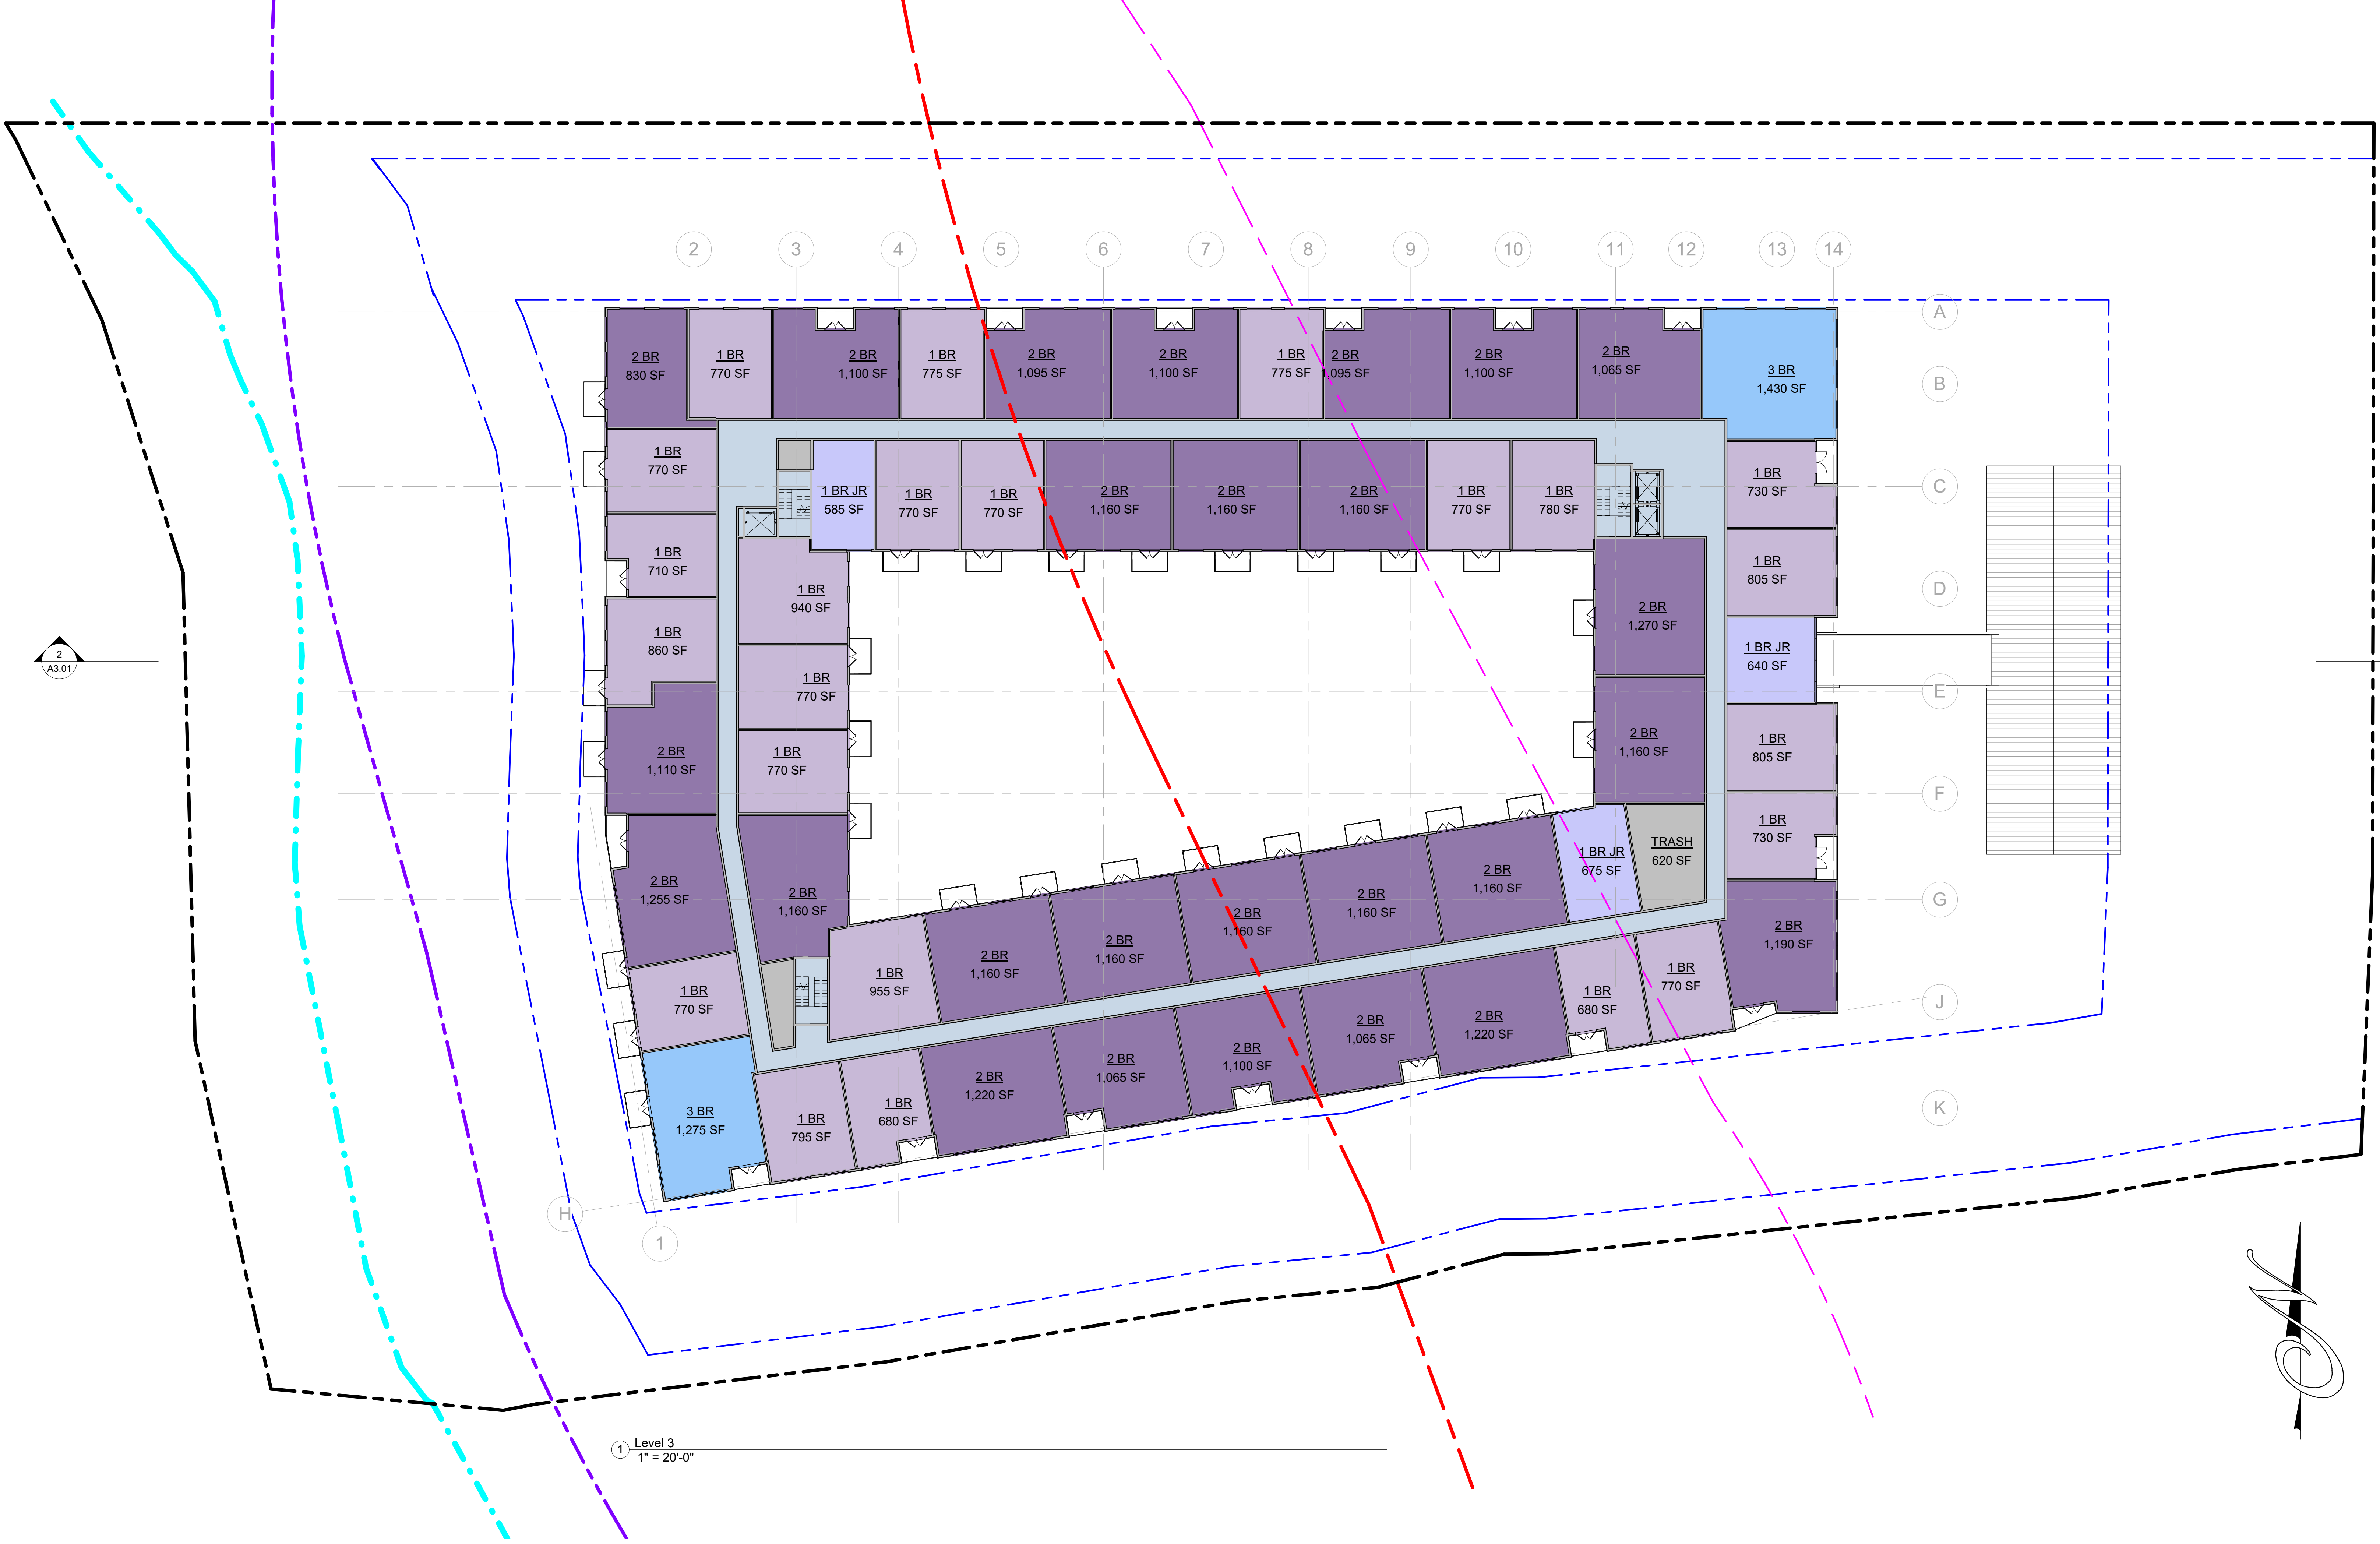 2
3
4
5
6
7
8
9
10
11
12
13
14
A
B
C
D
E
F
G
J
K
H
1
2 BR
830 SF
1 BR
770 SF
2 BR
1,100 SF
1 BR
775 SF
2 BR
1,095 SF
2 BR
1,100 SF
1 BR
775 SF
2 BR
1,095 SF
2 BR
1,100 SF
2 BR
1,065 SF
3 BR
1,430 SF
1 BR
770 SF
1 BR JR
585 SF
1 BR
770 SF
1 BR
770 SF
2 BR
1,160 SF
2 BR
1,160 SF
2 BR
1,160 SF
1 BR
770 SF
1 BR
780 SF
1 BR
730 SF
1 BR
710 SF
1 BR
940 SF
2 BR
1,270 SF
1 BR
805 SF
1 BR
860 SF
1 BR
770 SF
1 BR JR
640 SF
2
A3.01
2 BR
1,110 SF
1 BR
770 SF
2 BR
1,160 SF
1 BR
805 SF
1 BR
730 SF
2 BR
1,255 SF
2 BR
1,160 SF
2 BR
1,160 SF
2 BR
1,160 SF
2 BR
1,160 SF
2 BR
1,160 SF
2 BR
1,160 SF
1 BR JR
675 SF
TRASH
620 SF
1 BR
770 SF
1 BR
955 SF
2 BR
1,190 SF
3 BR
1,275 SF
1 BR
795 SF
1 BR
680 SF
2 BR
1,220 SF
2 BR
1,065 SF
2 BR
1,100 SF
2 BR
1,065 SF
2 BR
1,220 SF
1 BR
680 SF
1 BR
770 SF
1
Level 3
1" = 20'-0"